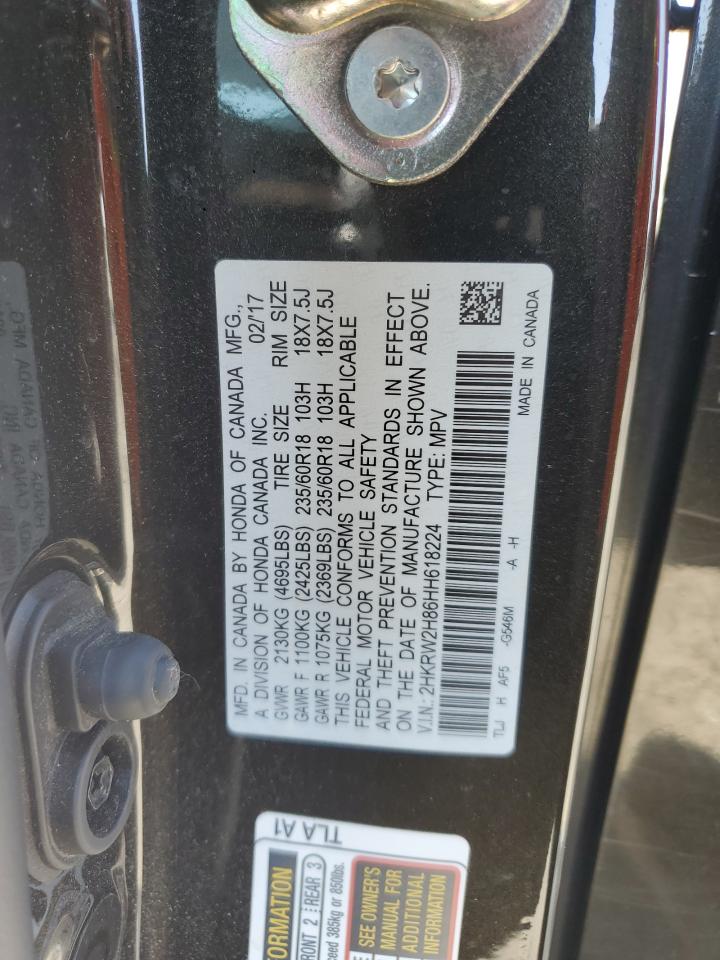 MFD. IN CANADA BY HONDA OF CANADA MFG.,
A DIVISION OF HONDA CANADA INC. 02/'17
GVWR 2130KG (4695LBS) TIRE SIZE RIM SIZE
GAWR F 1100KG (2425LBS) 235/60R18 103H 18X7.5J
GAWR R 1075KG (2369LBS) 235/60R18 103H 18X7.5J
THIS VEHICLE CONFORMS TO ALL APPLICABLE
FEDERAL MOTOR VEHICLE SAFETY
AND THEFT PREVENTION STANDARDS IN EFFECT
ON THE DATE OF MANUFACTURE SHOWN ABOVE.
V.I.N.: 2HKRW2H86HH618224 TYPE: MPV
TLJ H AF5 -G546M -A -H MADE IN CANADA
TLA A1
FRONT 2 REAR 3
385kg or 850lbs.
SEE OWNER'S
MANUAL FOR
ADDITIONAL
INFORMATION